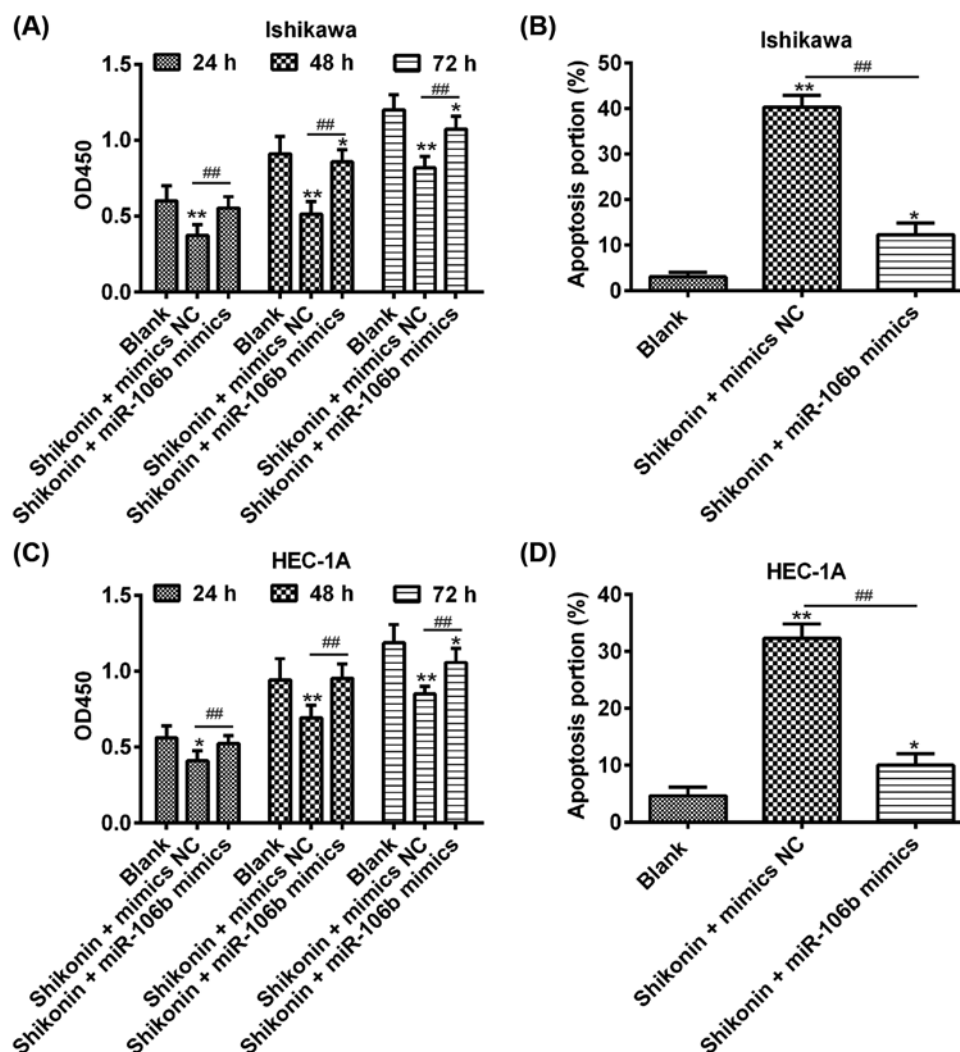 (A)
Ishikawa
24 h 48 h 72 h
OD450
1.5
1.0
0.5
0.0
##
**
##
**
*
##
**
*
Blank
Shikonin + mimics NC
Shikonin + miR-106b mimics
Blank
Shikonin + mimics NC
Shikonin + miR-106b mimics
Blank
Shikonin + mimics NC
Shikonin + miR-106b mimics
(B)
Ishikawa
Apoptosis portion (%)
50
40
30
20
10
0
##
**
*
Blank
Shikonin + mimics NC
Shikonin + miR-106b mimics
(C)
HEC-1A
24 h 48 h 72 h
OD450
1.5
1.0
0.5
0.0
##
*
##
**
##
**
*
Blank
Shikonin + mimics NC
Shikonin + miR-106b mimics
Blank
Shikonin + mimics NC
Shikonin + miR-106b mimics
Blank
Shikonin + mimics NC
Shikonin + miR-106b mimics
(D)
HEC-1A
Apoptosis portion (%)
40
30
20
10
0
##
**
*
Blank
Shikonin + mimics NC
Shikonin + miR-106b mimics